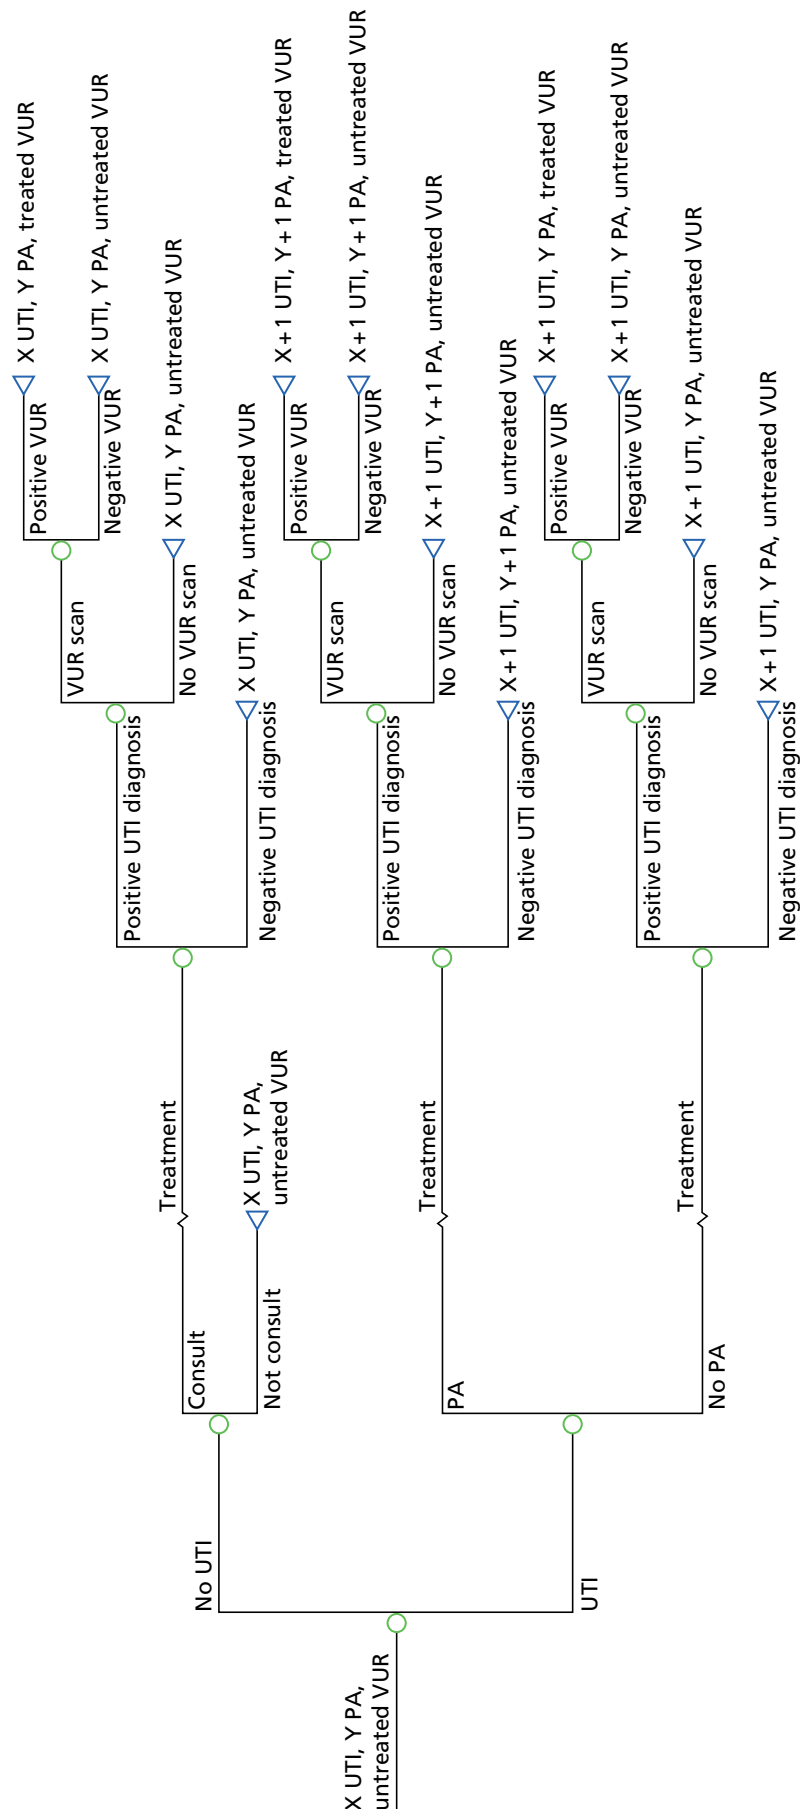 X UTI, Y PA,
untreated VUR
No UTI
Consult
Treatment
Positive UTI diagnosis
VUR scan
Positive VUR
X UTI, Y PA, treated VUR
Negative VUR
X UTI, Y PA, untreated VUR
No VUR scan
X UTI, Y PA, untreated VUR
Negative UTI diagnosis
X UTI, Y PA, untreated VUR
Not consult
X UTI, Y PA,
untreated VUR
UTI
PA
Treatment
Positive UTI diagnosis
VUR scan
Positive VUR
X + 1 UTI, Y + 1 PA, treated VUR
Negative VUR
X + 1 UTI, Y + 1 PA, untreated VUR
No VUR scan
X + 1 UTI, Y + 1 PA, untreated VUR
Negative UTI diagnosis
X + 1 UTI, Y + 1 PA, untreated VUR
No PA
Treatment
Positive UTI diagnosis
VUR scan
Positive VUR
X + 1 UTI, Y PA, treated VUR
Negative VUR
X + 1 UTI, Y PA, untreated VUR
No VUR scan
X + 1 UTI, Y PA, untreated VUR
Negative UTI diagnosis
X + 1 UTI, Y PA, untreated VUR